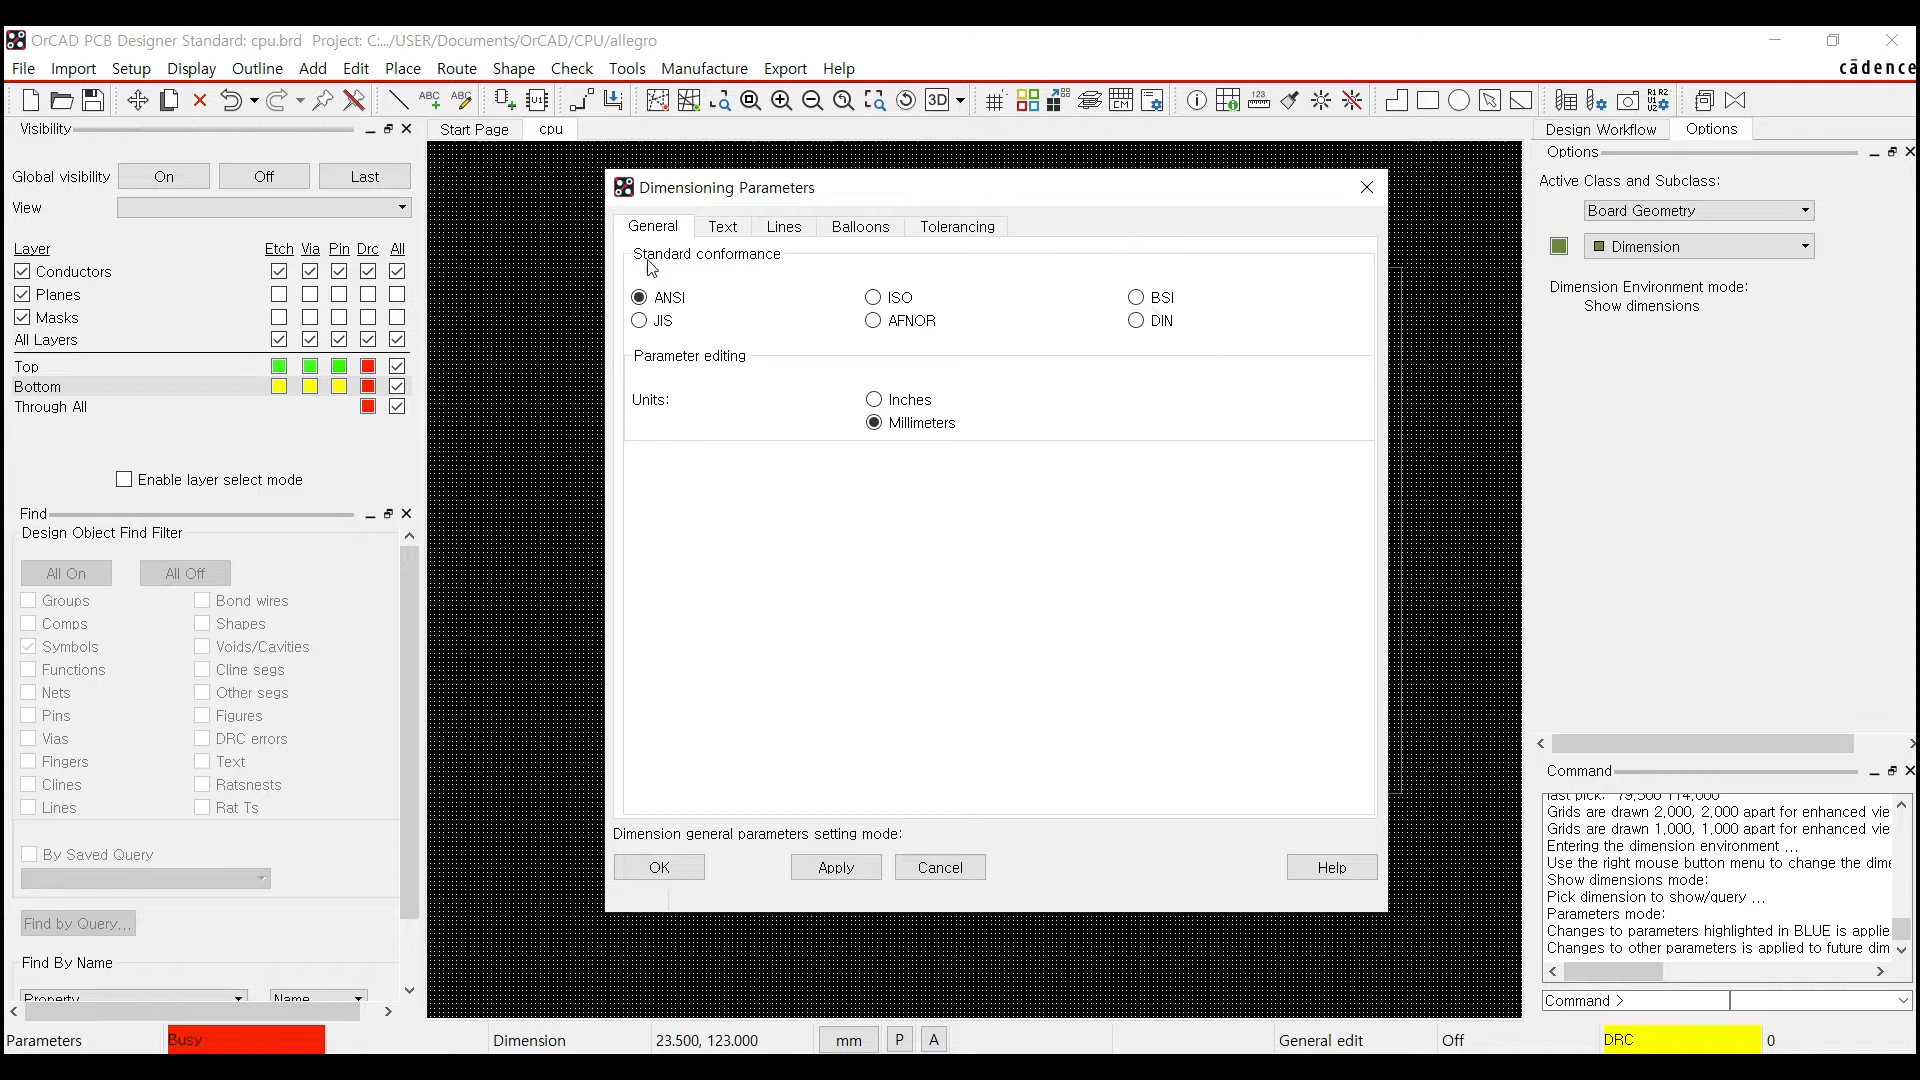 OrCAD PCB Designer Standard: cpu.brd Project: C:.../USER/Documents/OrCAD/CPU/allegro
File Import Setup Display Outline Add Edit Place Route Shape Check Tools Manufacture Export Help
cādence
Visibility
Start Page cpu
Design Workflow Options
Global visibility On Off Last
View
Layer Etch Via Pin Drc All
Conductors
Planes
Masks
All Layers
Top
Bottom
Through All
Enable layer select mode
Find
Design Object Find Filter
All On All Off
Groups Bond wires
Comps Shapes
Symbols Voids/Cavities
Functions Cline segs
Nets Other segs
Pins Figures
Vias DRC errors
Fingers Text
Clines Ratsnests
Lines Rat Ts
By Saved Query
Find by Query...
Find By Name
Property Name
Dimensioning Parameters
General Text Lines Balloons Tolerancing
Standard conformance
ANSI ISO BSI
JIS AFNOR DIN
Parameter editing
Units: Inches
Millimeters
Dimension general parameters setting mode:
OK Apply Cancel Help
Options
Active Class and Subclass:
Board Geometry
Dimension
Dimension Environment mode:
Show dimensions
Command
last pick: 79,500 114,000
Grids are drawn 2,000, 2,000 apart for enhanced vie
Grids are drawn 1,000, 1,000 apart for enhanced vie
Entering the dimension environment ...
Use the right mouse button menu to change the dime
Show dimensions mode:
Pick dimension to show/query ...
Parameters mode:
Changes to parameters highlighted in BLUE is applie
Changes to other parameters is applied to future dim
Command >
Parameters Busy Dimension 23.500, 123.000 mm P A General edit Off DRC 0